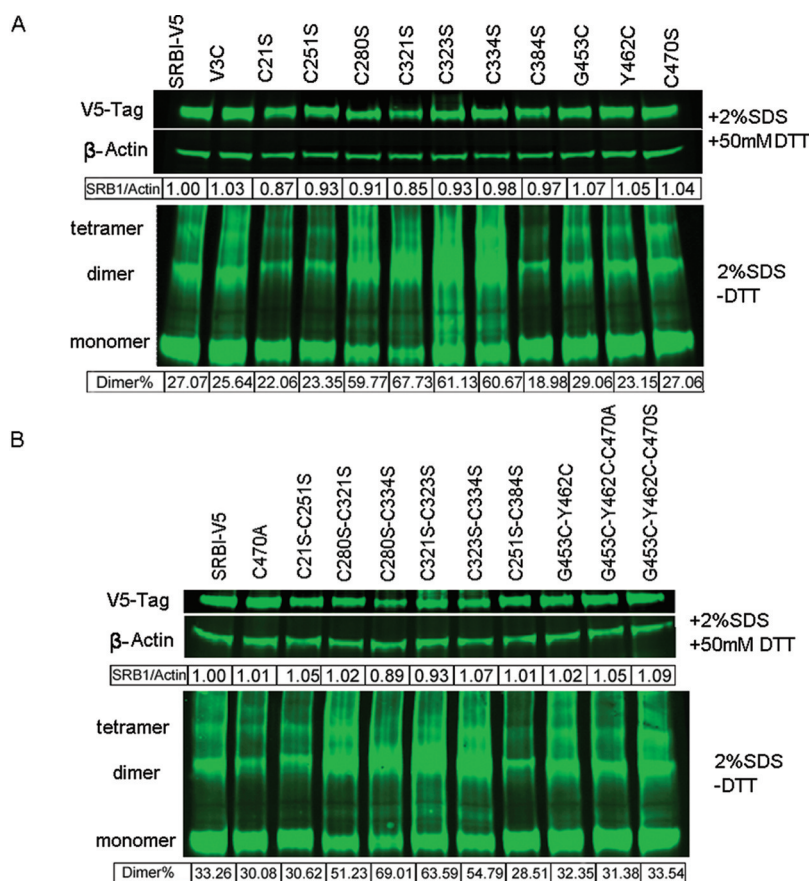 A
SRBI-V5 V3C C21S C251S C280S C321S C323S C334S C384S G453C Y462C C470S
V5-Tag
+2%SDS
β-Actin
+50mM DTT
SRB1/Actin 1.00 1.03 0.87 0.93 0.91 0.85 0.93 0.98 0.97 1.07 1.05 1.04
tetramer
dimer
2%SDS
-DTT
monomer
Dimer% 27.07 25.64 22.06 23.35 59.77 67.73 61.13 60.67 18.98 29.06 23.15 27.06
B
SRBI-V5 C470A C21S-C251S C280S-C321S C280S-C334S C321S-C323S C323S-C334S C251S-C384S G453C-Y462C G453C-Y462C-C470A G453C-Y462C-C470S
V5-Tag
+2%SDS
β-Actin
+50mM DTT
SRB1/Actin 1.00 1.01 1.05 1.02 0.89 0.93 1.07 1.01 1.02 1.05 1.09
tetramer
dimer
2%SDS
-DTT
monomer
Dimer% 33.26 30.08 30.62 51.23 69.01 63.59 54.79 28.51 32.35 31.38 33.54